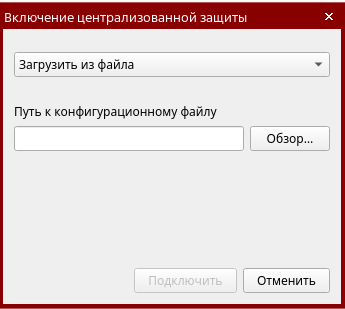 Включение централизованной защиты
Загрузить из файла
Путь к конфигурационному файлу
Обзор...
Подключить
Отменить